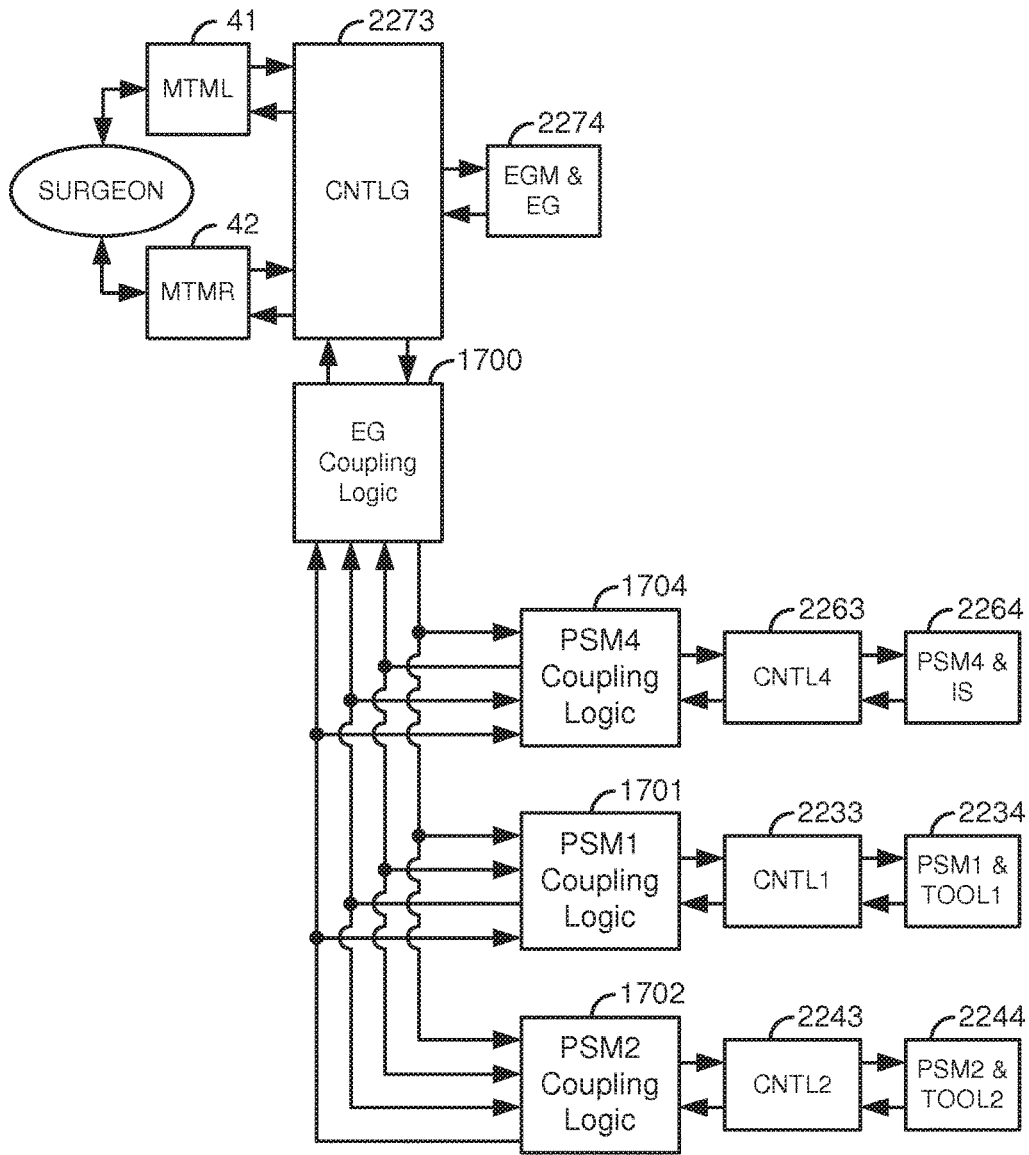 41
2273
MTML
2274
CNTLG
EGM &
EG
SURGEON
42
MTMR
1700
EG
Coupling
Logic
1704
2263
2264
PSM4
Coupling
Logic
CNTL4
PSM4 &
IS
1701
2233
2234
PSM1
Coupling
Logic
CNTL1
PSM1 &
TOOL1
1702
2243
2244
PSM2
Coupling
Logic
CNTL2
PSM2 &
TOOL2